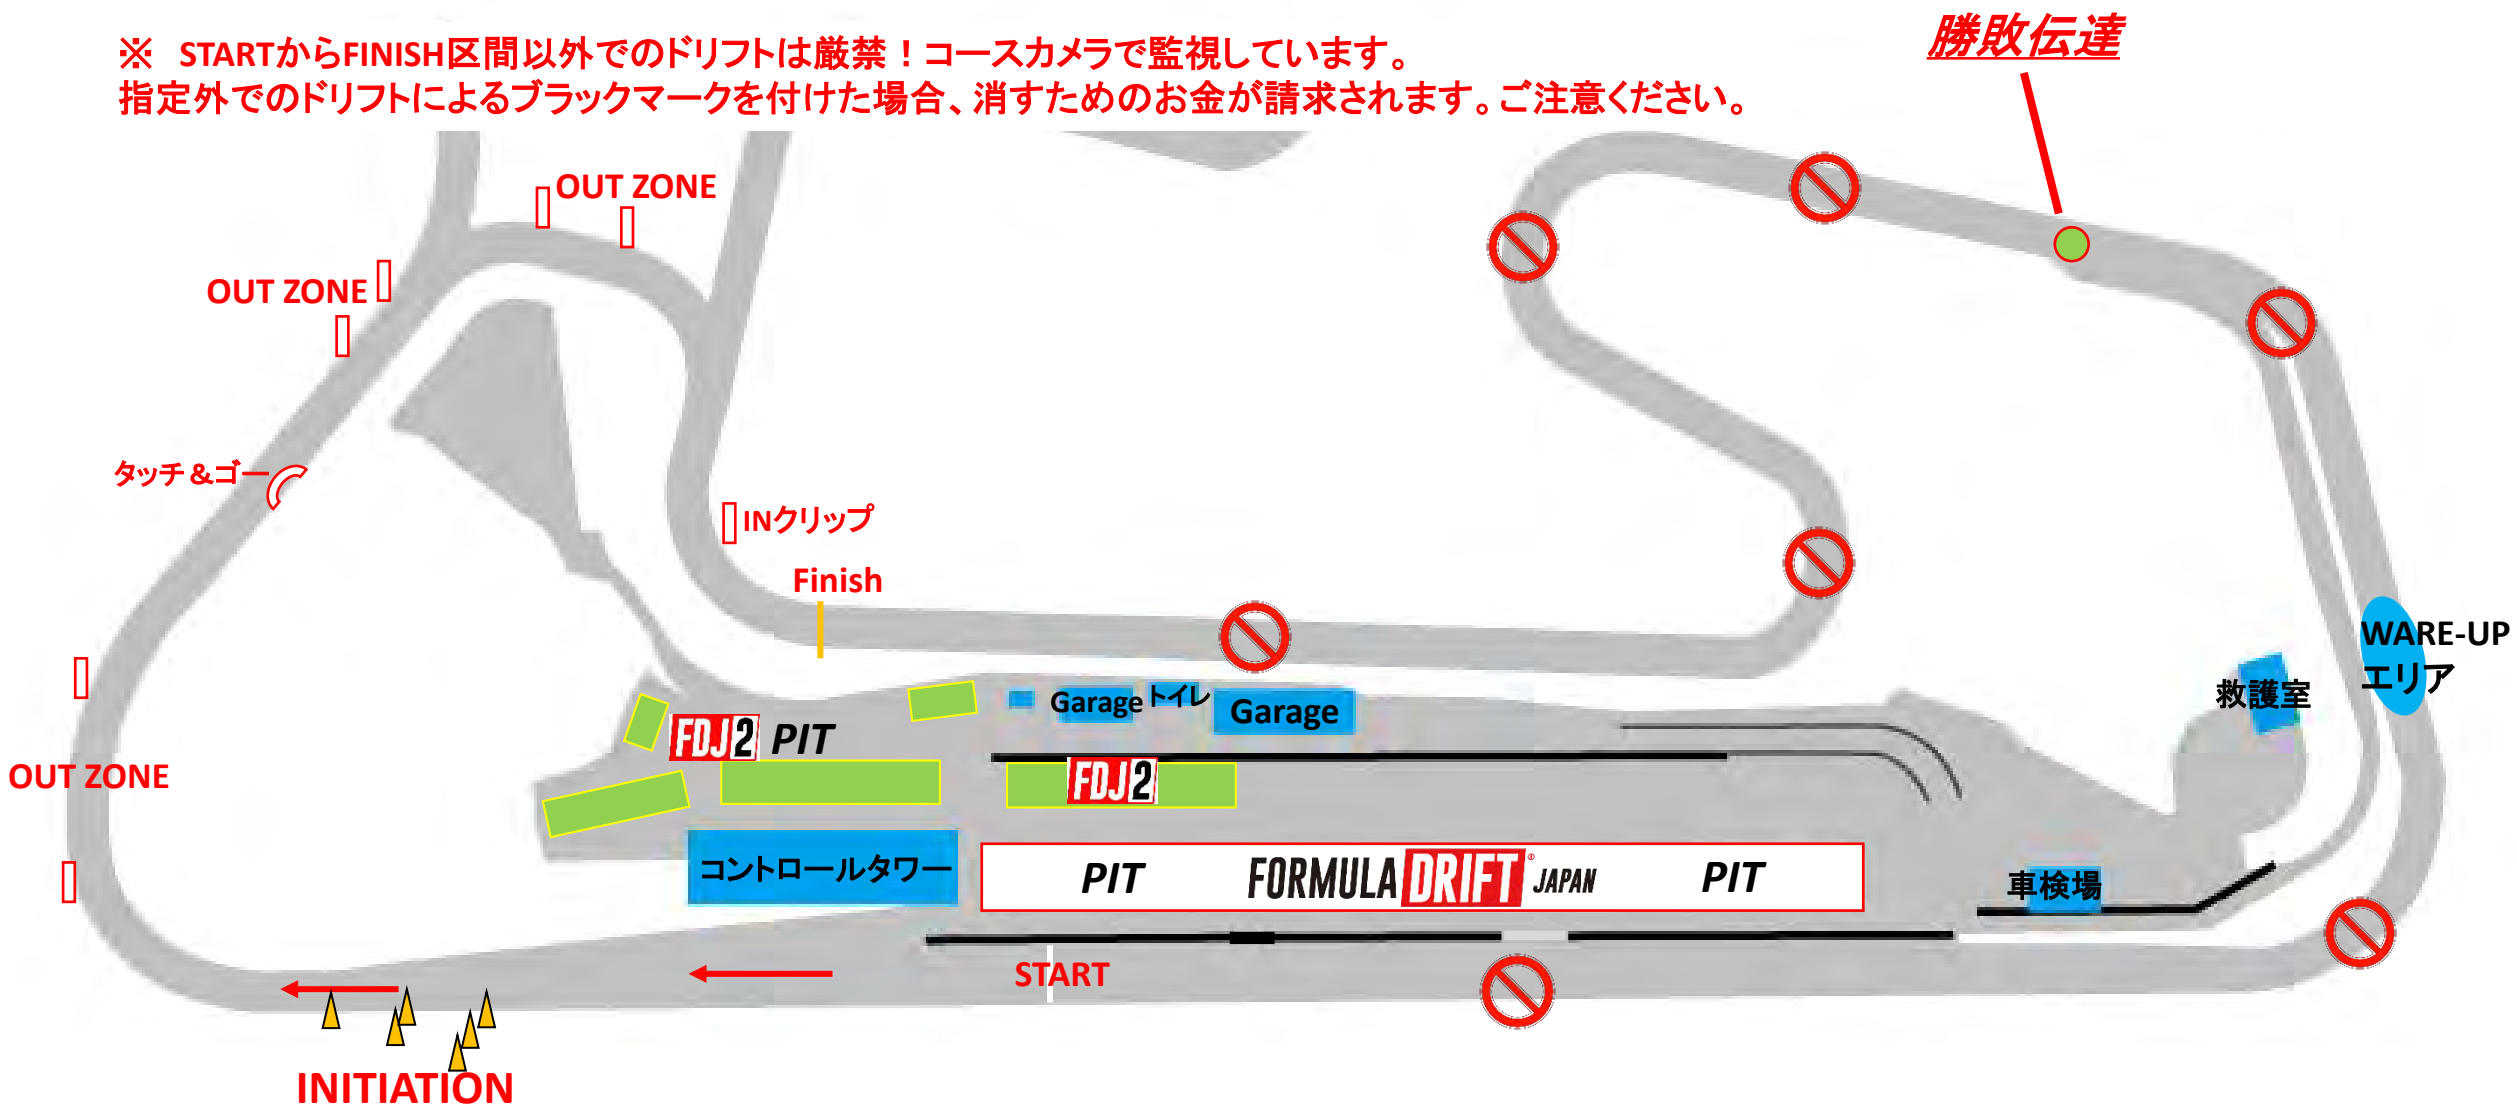 ※ STARTからFINISH区間以外でのドリフトは厳禁！コースカメラで監視しています。
指定外でのドリフトによるブラックマークを付けた場合、消すためのお金が請求されます。ご注意ください。
勝敗伝達
OUT ZONE
OUT ZONE
タッチ&ゴー
INクリップ
Finish
WARE-UP
エリア
救護室
Garage
トイレ
Garage
FDJ2 PIT
OUT ZONE
FDJ2
コントロールタワー
PIT FORMULA DRIFT® JAPAN PIT
車検場
START
INITIATION